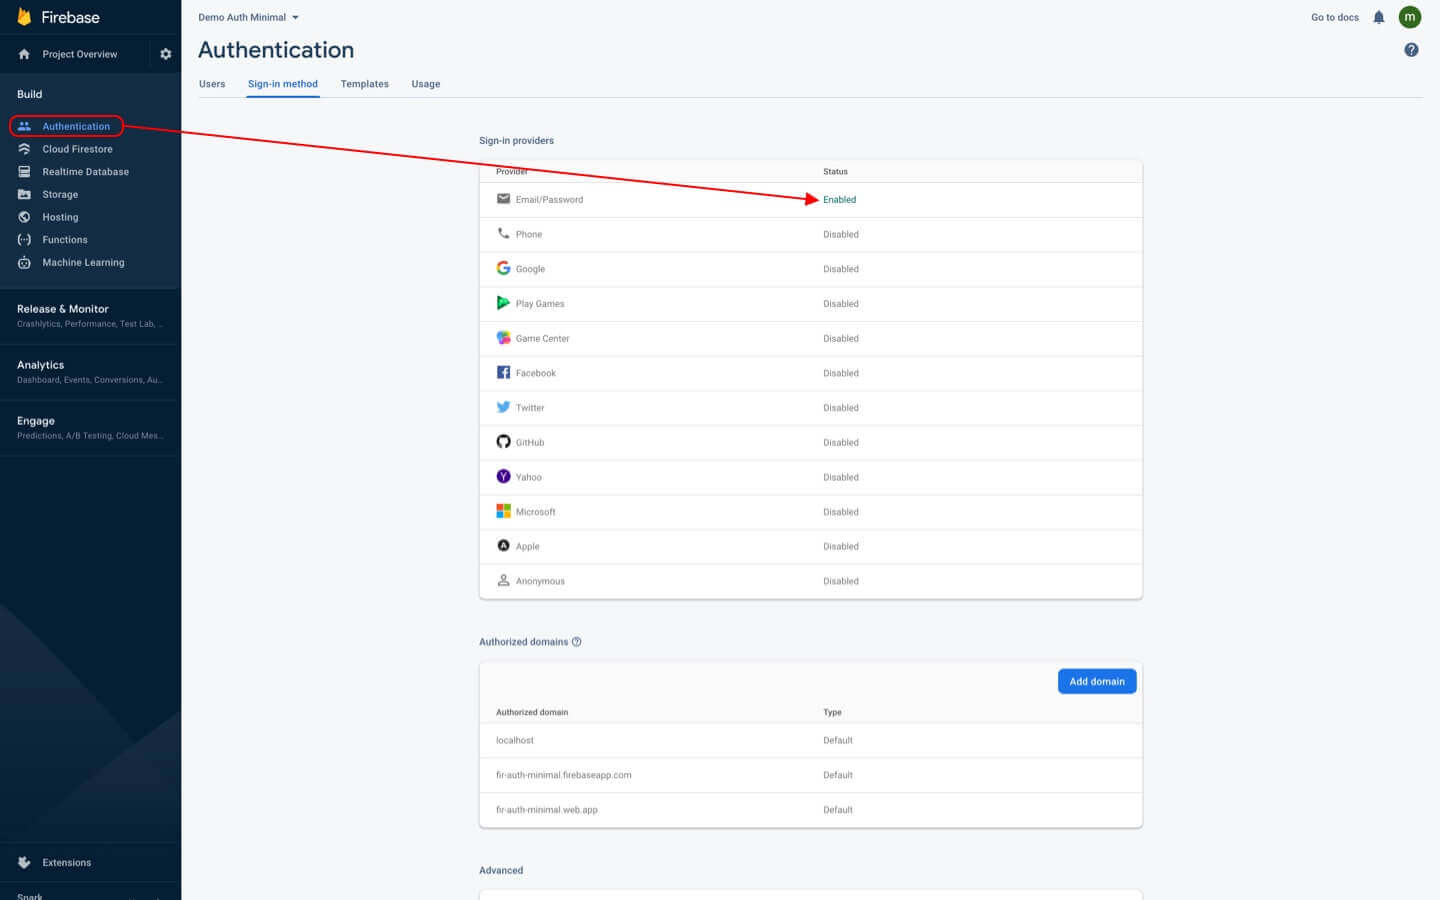 Firebase
Project Overview
Build
Authentication
Cloud Firestore
Realtime Database
Storage
Hosting
Functions
Machine Learning
Release & Monitor
Crashlytics, Performance, Test Lab, ...
Analytics
Dashboard, Events, Conversions, Au...
Engage
Predictions, A/B Testing, Cloud Mes...
Extensions
Spark
Demo Auth Minimal
Go to docs
m
Authentication
Users Sign-in method Templates Usage
Sign-in providers
Provider Status
Email/Password Enabled
Phone Disabled
Google Disabled
Play Games Disabled
Game Center Disabled
Facebook Disabled
Twitter Disabled
GitHub Disabled
Yahoo Disabled
Microsoft Disabled
Apple Disabled
Anonymous Disabled
Authorized domains
Add domain
Authorized domain Type
localhost Default
fir-auth-minimal.firebaseapp.com Default
fir-auth-minimal.web.app Default
Advanced